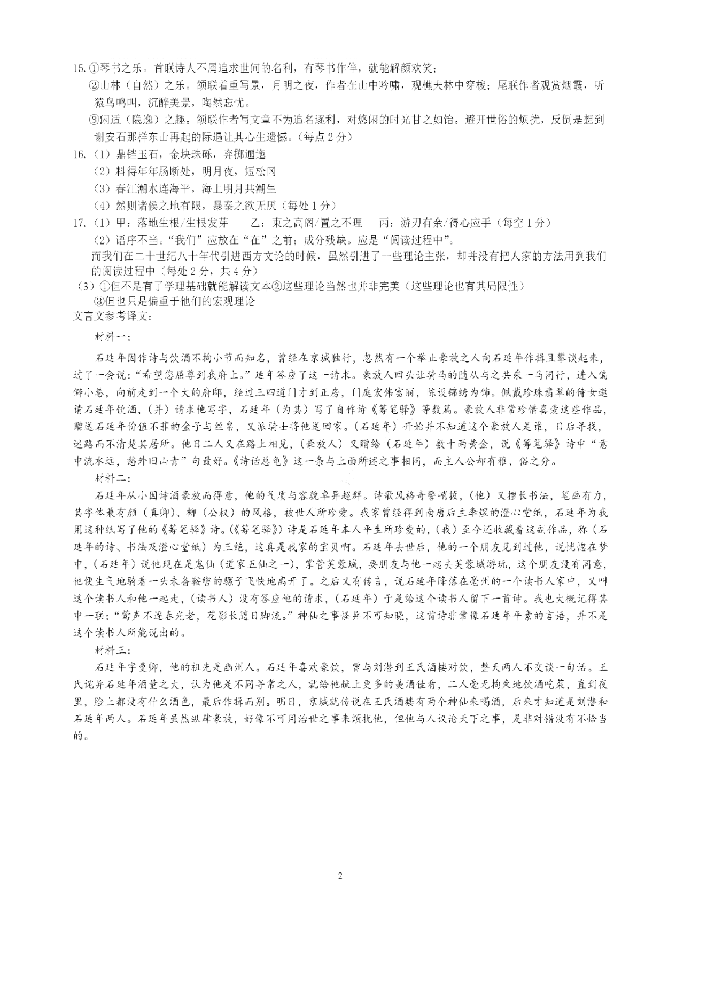 15.①琴书之乐。首联诗人不屑追求世间的名利，有琴书作伴，就能解颜欢笑；
②山林（自然）之乐。颔联着重写景，月明之夜，作者在山中吟啸，观樵夫林中穿梭；尾联作者观赏烟霞，听
猿鸟鸣叫，沉醉美景，陶然忘忧。
③闲适（隐逸）之趣。颈联作者写文章不为追名逐利，对悠闲的时光甘之如饴。避开世俗的烦扰，反倒是想到
谢安石那样东山再起的际遇让其心生遗憾。（每点2分）
16.（1）鼎铛玉石，金块珠砾，弃掷逦迤
（2）料得年年肠断处，明月夜，短松冈
（3）春江潮水连海平，海上明月共潮生
（4）然则诸侯之地有限，暴秦之欲无厌（每处1分）
17.（1）甲：落地生根/生根发芽 乙：束之高阁/置之不理 丙：游刃有余/得心应手（每空1分）
（2）语序不当。“我们”应放在“在”之前；成分残缺。应是“阅读过程中”。
而我们在二十世纪八十年代引进西方文论的时候，虽然引进了一些理论主张，却并没有把人家的方法用到我们
的阅读过程中（每处2分，共4分）
（3）①但不是有了学理基础就能解读文本②这些理论当然也并非完美（这些理论也有其局限性）
③但也只是偏重于他们的宏观理论
文言文参考译文：
材料一：
石延年因作诗与饮酒不拘小节而知名，曾经在京城独行，忽然有一个举止豪放之人向石延年作揖且攀谈起来，
过了一会说：“希望您屈尊到我府上。”延年答应了这一请求。豪放人回头让骑马的随从与之共乘一马同行，进入偏
僻小巷，向前走到一个大的府邸，经过三四道门才到正房，门庭宏伟富丽，陈设锦绣为饰。佩戴珍珠翡翠的侍女邀
请石延年饮酒，（并）请求他写字，石延年（为其）写了自作诗《筹笔驿》等数篇。豪放人非常珍惜喜爱这些作品，
赠送石延年价值不菲的金子与丝帛，又派骑士将他送回家。（石延年）开始并不知道这个豪放人是谁，日后寻找，
迷路而不清楚其居所。他日二人又在路上相见，（豪放人）又赠给（石延年）数十两黄金，说《筹笔驿》诗中“意
中流水远，愁外旧山青”句最好。《诗话总龟》这一条与上面所述之事相同，而主人公却有雅、俗之分。
材料二：
石延年从小因诗酒豪放而得意，他的气质与容貌卓异超群。诗歌风格奇警峭拔，（他）又擅长书法，笔画有力，
其字体兼有颜（真卿）、柳（公权）的风格，被世人所珍爱。我家曾经得到南唐后主李煜的澄心堂纸，石延年为我
用这种纸写了他的《筹笔驿》诗。（《筹笔驿》）诗是石延年本人平生所珍爱的，（我）至今还收藏着这副作品，称（石
延年的诗、书法及澄心堂纸）为三绝，这真是我家的宝贝啊。石延年去世后，他的一个朋友见到过他，说恍惚在梦
中，（石延年）说他现在是鬼仙（道家五仙之一），掌管芙蓉城，要朋友与他一起去芙蓉城游玩，这个朋友没有同意，
他便生气地骑着一头未备鞍辔的骡子飞快地离开了。之后又有传言，说石延年降落在亳州的一个读书人家中，又叫
这个读书人和他一起走，（读书人）没有答应他的请求，（石延年）于是给这个读书人留下一首诗。我也大概记得其
中一联：“莺声不逐春光老，花影长随日脚流。”神仙之事怪异不可知晓，这首诗非常像石延年平素的言语，并不是
这个读书人所能说出的。
材料三：
石延年字曼卿，他的祖先是幽州人。石延年喜欢豪饮，曾与刘潜到王氏酒楼对饮，整天两人不交谈一句话。王
氏诧异石延年酒量之大，认为他是不同寻常之人，就给他献上更多的美酒佳肴，二人毫无拘束地饮酒吃菜，直到夜
里，脸上都没有什么酒色，最后作揖而别。明日，京城就传说在王氏酒楼有两个神仙来喝酒，后来才知道是刘潜和
石延年两人。石延年虽然纵肆豪放，好像不可用治世之事来烦扰他，但他与人议论天下之事，是非对错没有不恰当
的。
2